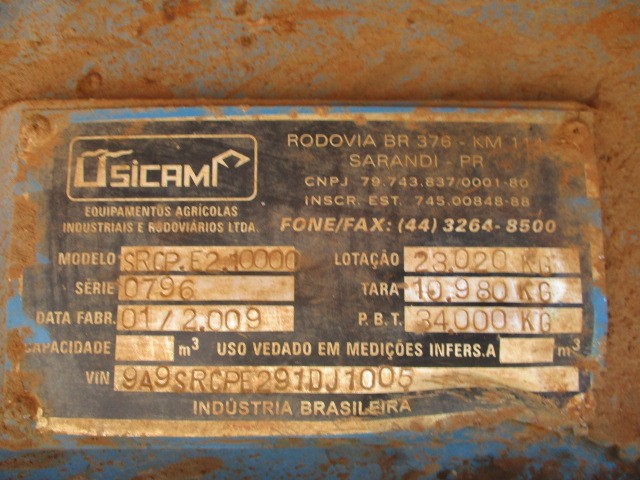 USICAMP
EQUIPAMENTOS AGRÍCOLAS
INDUSTRIAIS E RODOVIÁRIOS LTDA.
RODOVIA BR 376 - KM
SARANDI - PR
CNPJ 79.743.837/0001-80
INSCR. EST. 745.00848-88
FONE/FAX: (44) 3264-8500
MODELO SRCP.E2.10000 LOTAÇÃO 23.020 KG
SÉRIE 0796 TARA 10.980 KG
DATA FABR. 01/2.009 P.B.T. 34.000 KG
CAPACIDADE m³ USO VEDADO EM MEDIÇÕES INFERS.A m³
VIN 9A9SRCPE291DJ1005
INDÚSTRIA BRASILEIRA